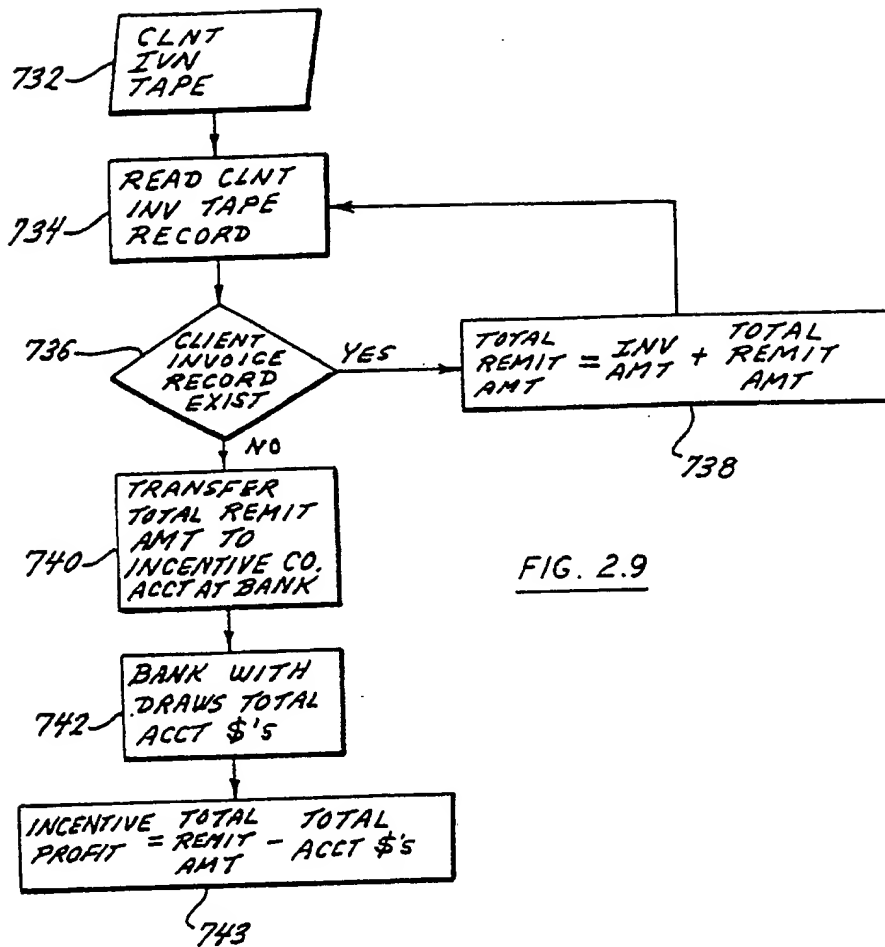 732
CLNT
IVN
TAPE
734
READ CLNT
INV TAPE
RECORD
736
CLIENT
INVOICE
RECORD
EXIST
YES
TOTAL REMIT AMT = INV AMT + TOTAL REMIT AMT
738
NO
740
TRANSFER
TOTAL REMIT
AMT TO
INCENTIVE CO.
ACCT AT BANK
FIG. 2.9
742
BANK WITH
DRAWS TOTAL
ACCT $'s
INCENTIVE PROFIT = TOTAL REMIT AMT - TOTAL ACCT $'s
743